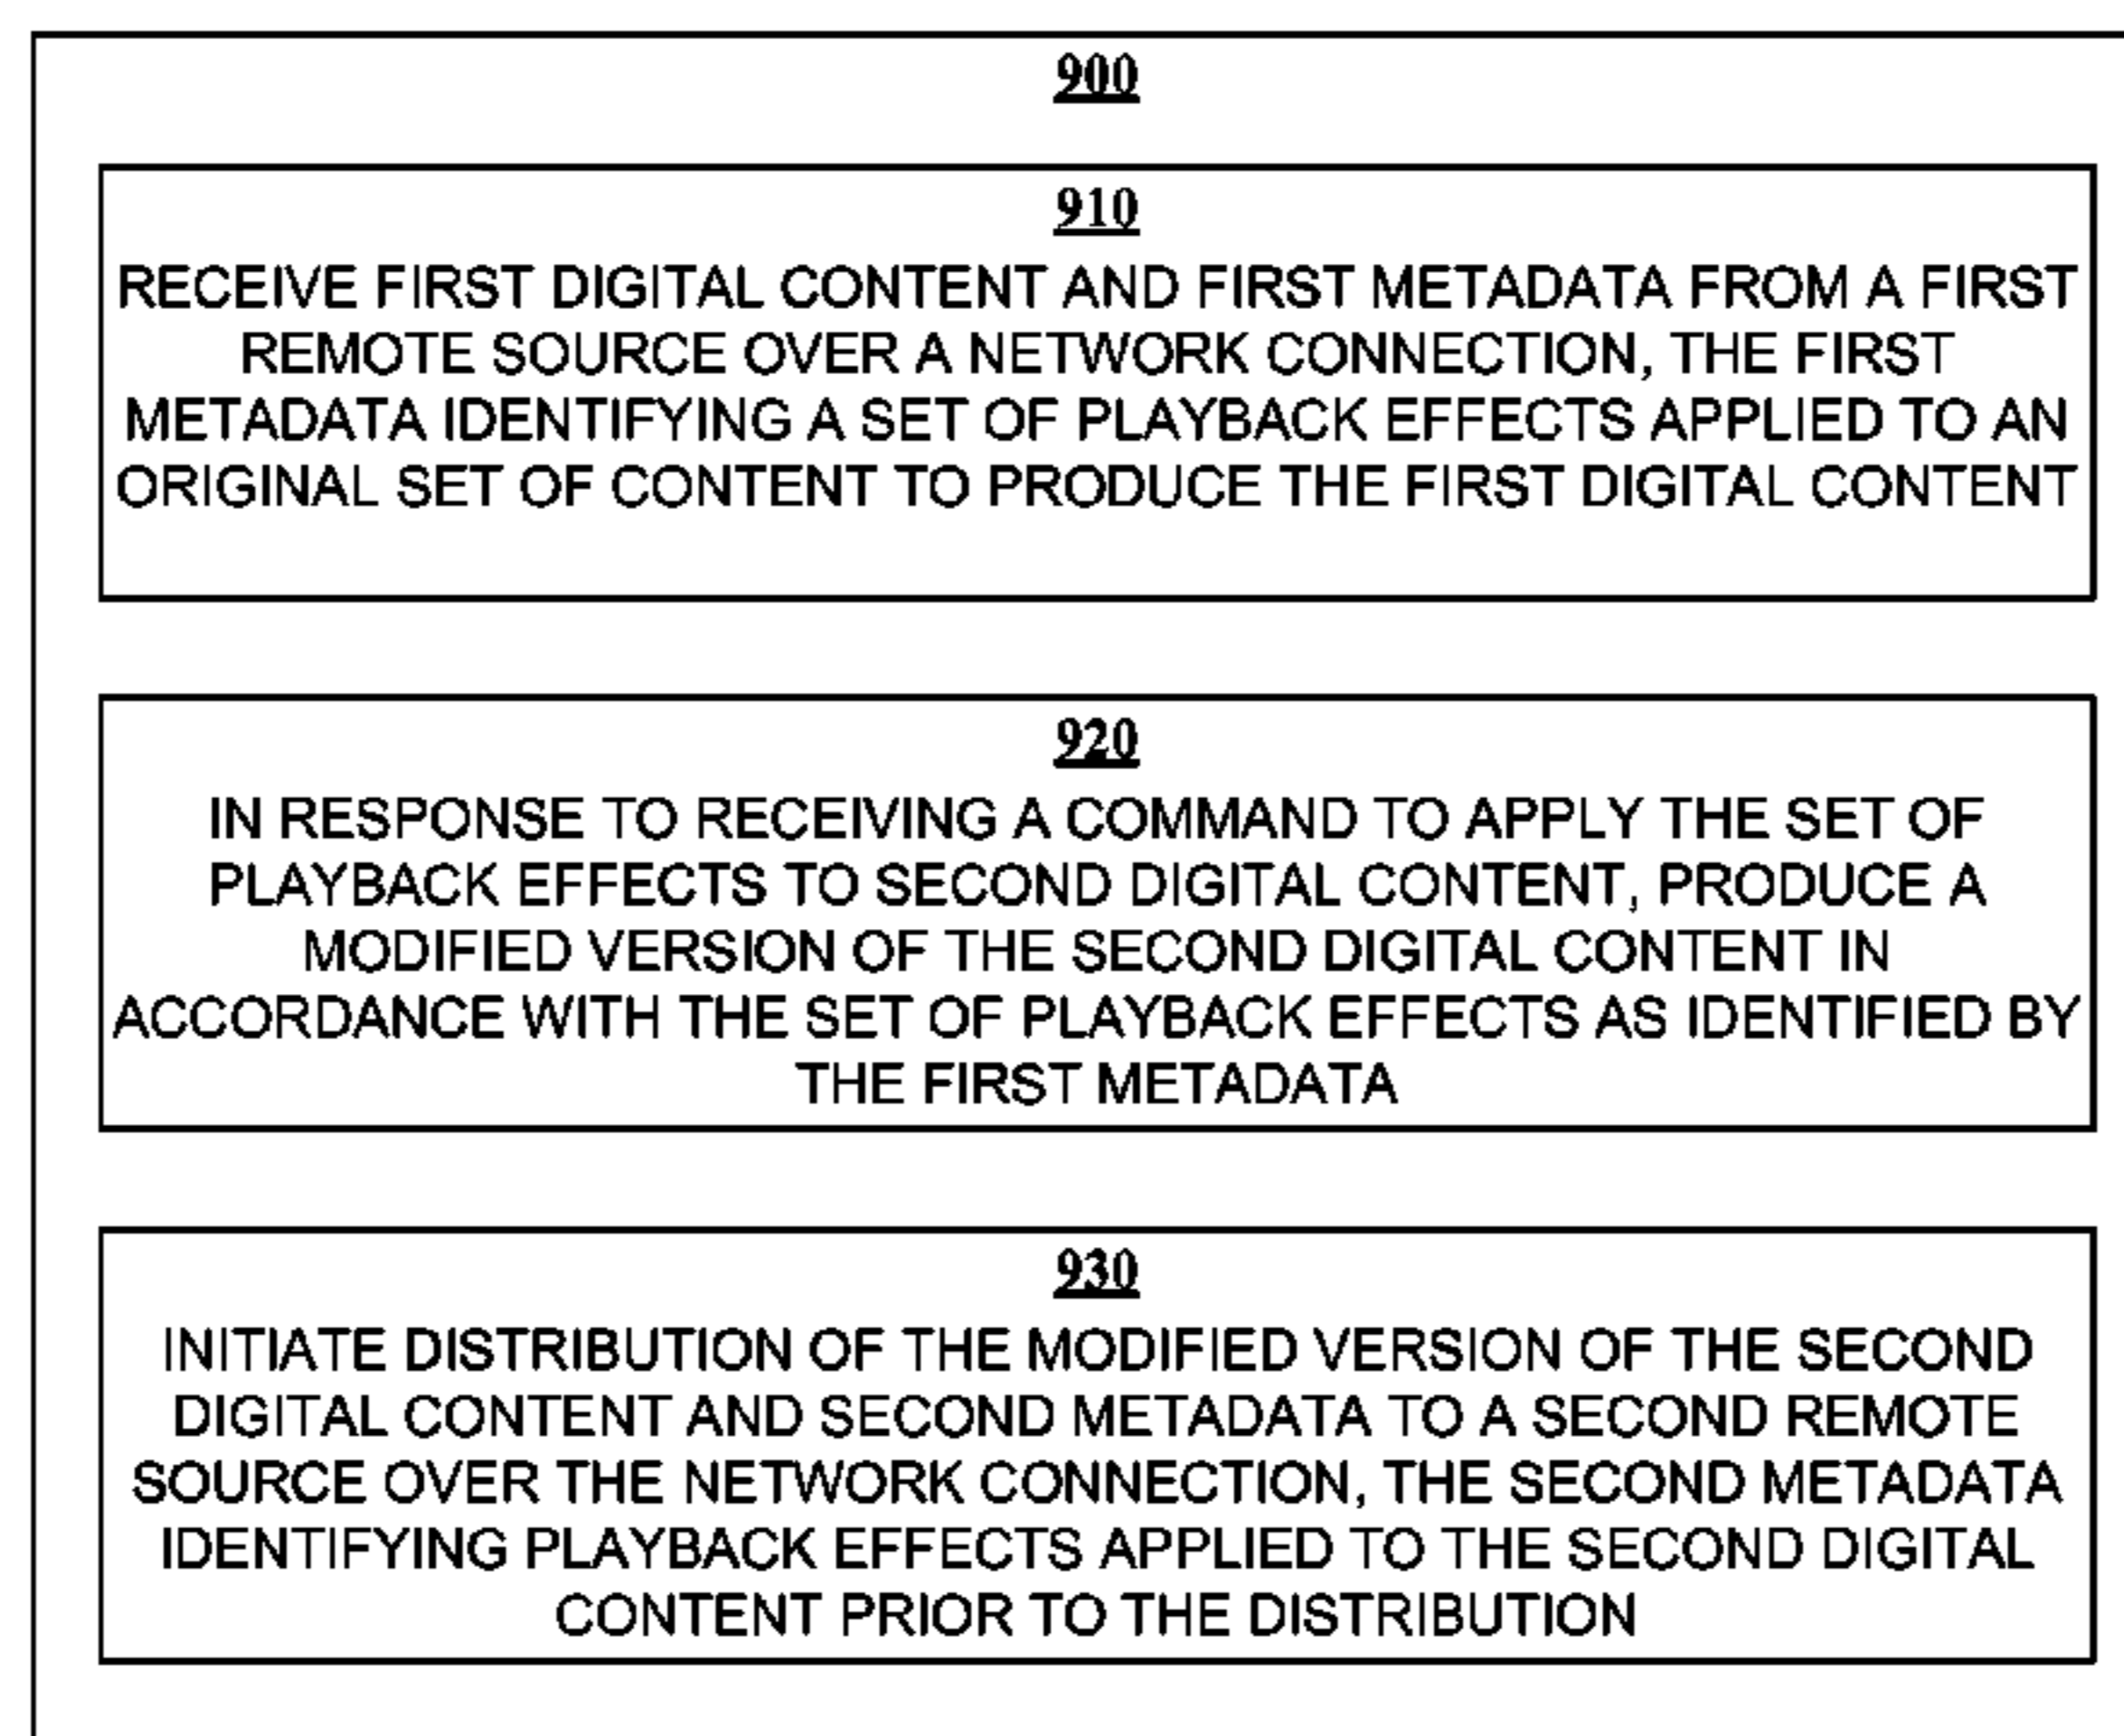 900
910
RECEIVE FIRST DIGITAL CONTENT AND FIRST METADATA FROM A FIRST
REMOTE SOURCE OVER A NETWORK CONNECTION, THE FIRST
METADATA IDENTIFYING A SET OF PLAYBACK EFFECTS APPLIED TO AN
ORIGINAL SET OF CONTENT TO PRODUCE THE FIRST DIGITAL CONTENT
920
IN RESPONSE TO RECEIVING A COMMAND TO APPLY THE SET OF
PLAYBACK EFFECTS TO SECOND DIGITAL CONTENT, PRODUCE A
MODIFIED VERSION OF THE SECOND DIGITAL CONTENT IN
ACCORDANCE WITH THE SET OF PLAYBACK EFFECTS AS IDENTIFIED BY
THE FIRST METADATA
930
INITIATE DISTRIBUTION OF THE MODIFIED VERSION OF THE SECOND
DIGITAL CONTENT AND SECOND METADATA TO A SECOND REMOTE
SOURCE OVER THE NETWORK CONNECTION, THE SECOND METADATA
IDENTIFYING PLAYBACK EFFECTS APPLIED TO THE SECOND DIGITAL
CONTENT PRIOR TO THE DISTRIBUTION